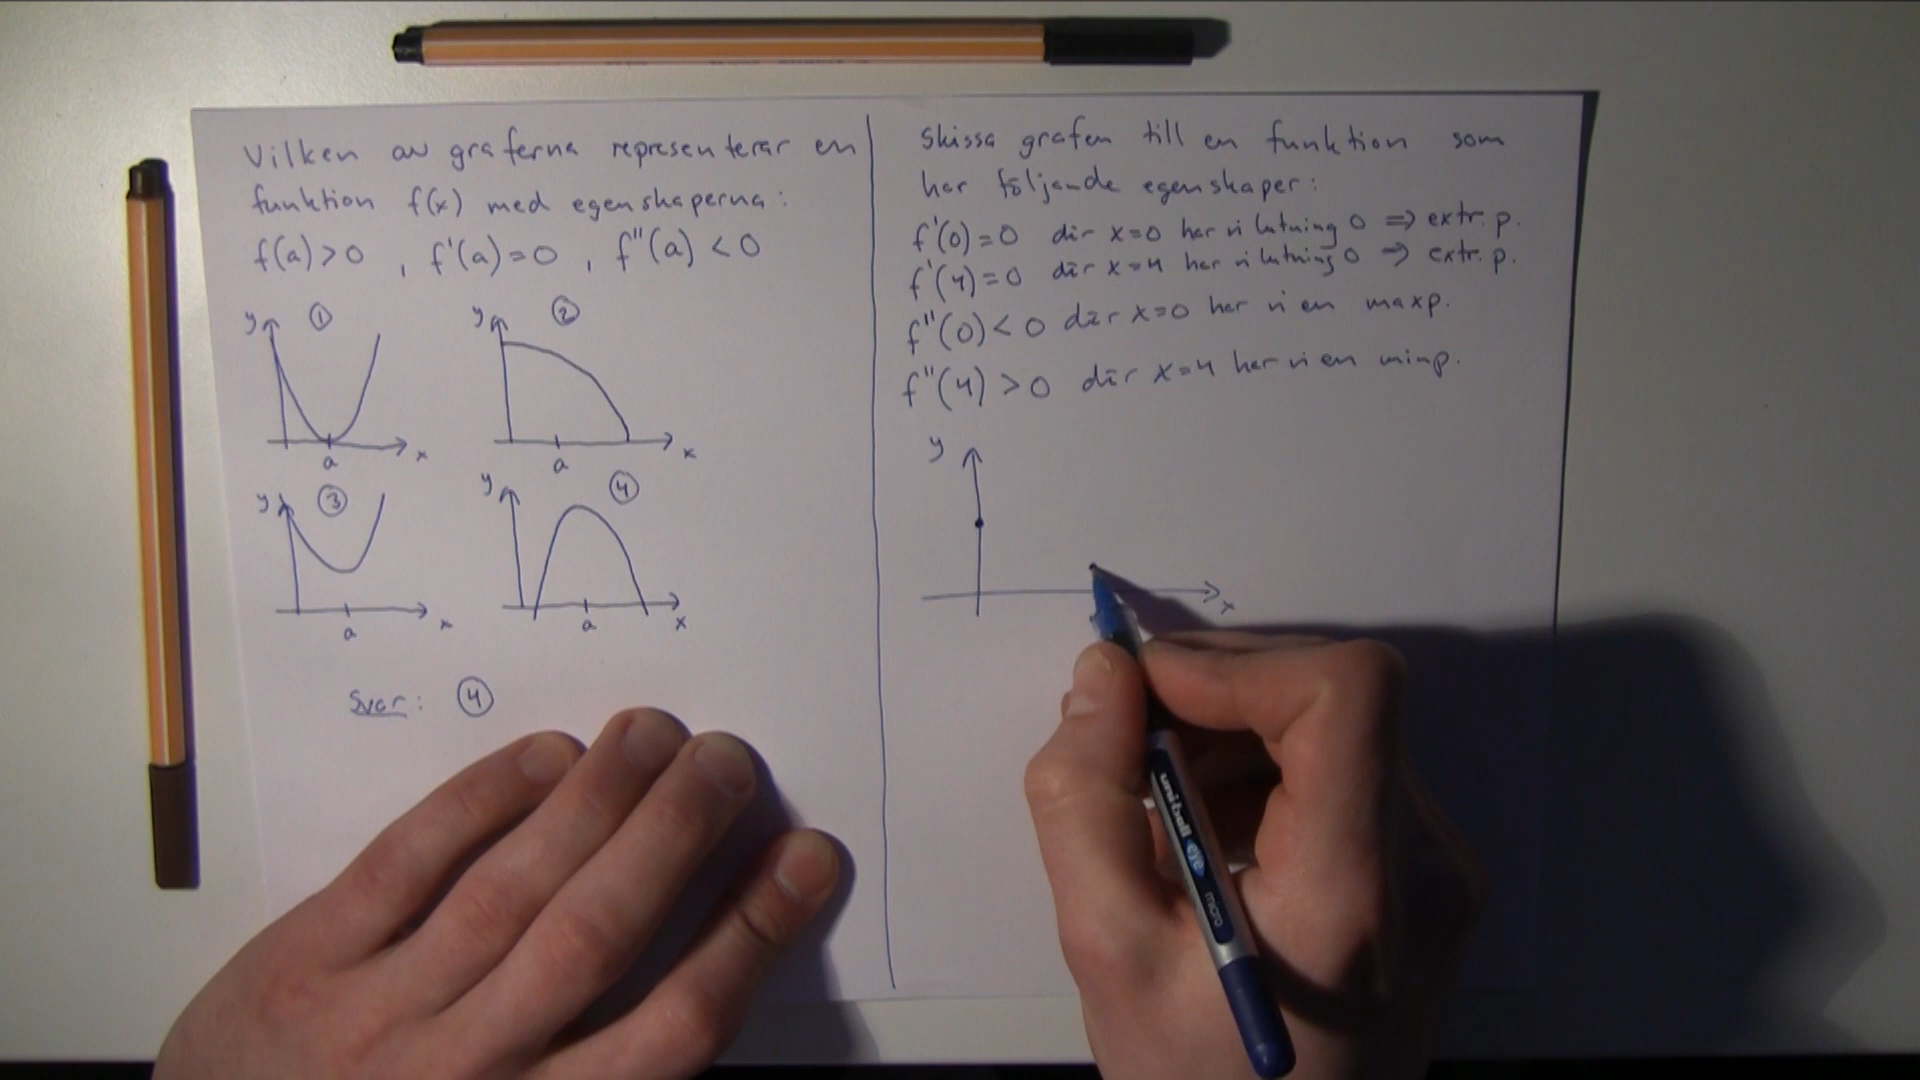 Vilken av graferna representerar en
funktion f(x) med egenskaperna:
f(a)>0 , f'(a)=0 , f''(a)<0
y ① x a
y ② x a
y ③ x a
y ④ x a
Svar: ④
Skissa grafen till en funktion som
har följande egenskaper:
f'(0)=0 där x=0 har vi lutning 0 ⇒ extr. p.
f'(4)=0 där x=4 har vi lutning 0 ⇒ extr. p.
f''(0)<0 där x=0 har vi en maxp.
f''(4)>0 där x=4 har vi en minp.
y
x
uni-ball eye micro